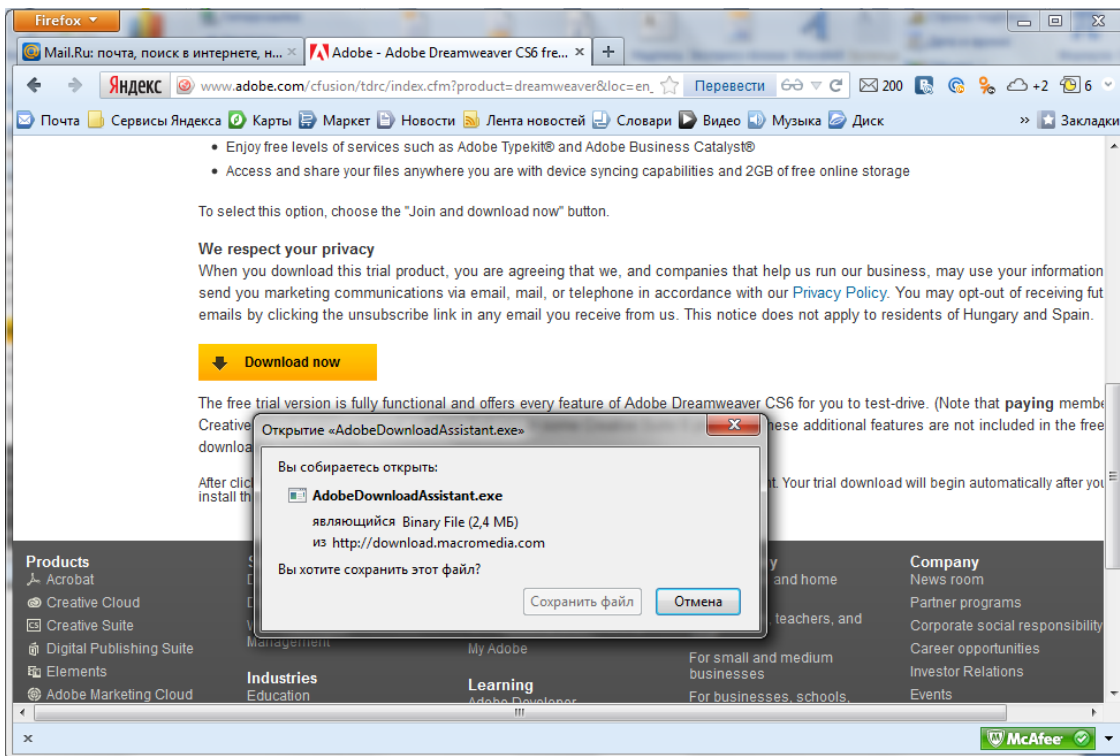 Firefox
Mail.Ru: почта, поиск в интернете, н...
Adobe - Adobe Dreamweaver CS6 fre...
Яндекс
www.adobe.com/cfusion/tdrc/index.cfm?product=dreamweaver&loc=en_
Перевести
200
+2
6
Почта
Сервисы Яндекса
Карты
Маркет
Новости
Лента новостей
Словари
Видео
Музыка
Диск
»
Закладки
• Enjoy free levels of services such as Adobe Typekit® and Adobe Business Catalyst®
• Access and share your files anywhere you are with device syncing capabilities and 2GB of free online storage
To select this option, choose the "Join and download now" button.
We respect your privacy
When you download this trial product, you are agreeing that we, and companies that help us run our business, may use your information
send you marketing communications via email, mail, or telephone in accordance with our Privacy Policy. You may opt-out of receiving fut
emails by clicking the unsubscribe link in any email you receive from us. This notice does not apply to residents of Hungary and Spain.
Download now
The free trial version is fully functional and offers every feature of Adobe Dreamweaver CS6 for you to test-drive. (Note that paying membe
Creative
hese additional features are not included in the free
downloa
After clic
t. Your trial download will begin automatically after you
install th
Открытие «AdobeDownloadAssistant.exe»
Вы собираетесь открыть:
AdobeDownloadAssistant.exe
являющийся Binary File (2,4 МБ)
из http://download.macromedia.com
Вы хотите сохранить этот файл?
Сохранить файл
Отмена
Products
Acrobat
Creative Cloud
Creative Suite
Digital Publishing Suite
Elements
Adobe Marketing Cloud
Management
Industries
Education
My Adobe
Learning
Adobe Developer
y
and home
, teachers, and
For small and medium
businesses
For businesses, schools,
Company
News room
Partner programs
Corporate social responsibility
Career opportunities
Investor Relations
Events
McAfee